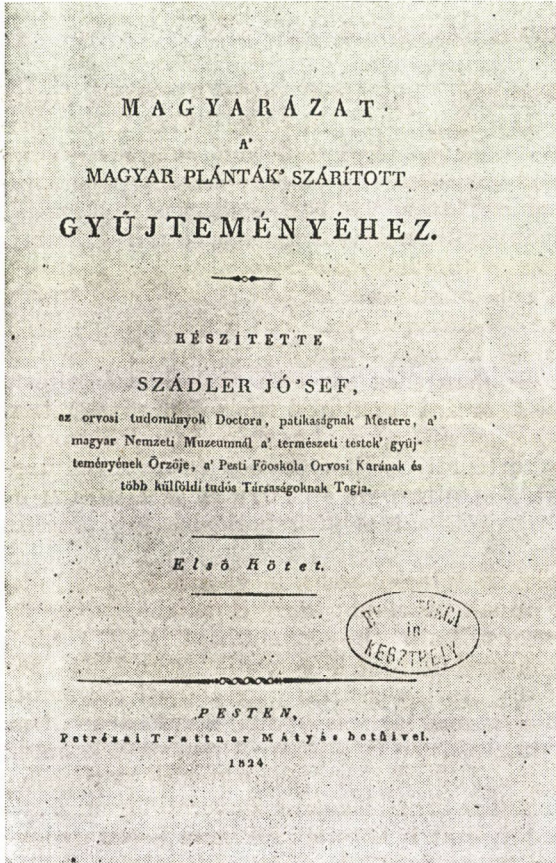 MAGYARÁZAT
A'
MAGYAR PLÁNTÁK' SZÁRÍTOTT
GYŰJTEMÉNYÉHEZ.
KÉSZÍTETTE
SZÁDLER JÓ'SEF,
az orvosi tudományok Doctora, patikaságnak Mestere, a'
magyar Nemzeti Muzeumnál a' természeti testek' gyűj-
teményének Őrzője, a' Pesti Főoskola Orvosi Karának és
több külföldi tudós Társaságoknak Tagja.
Első Kötet.
in
KESZTHELY
PESTEN,
Petrózai Trattner Mátyás betűivel.
1824